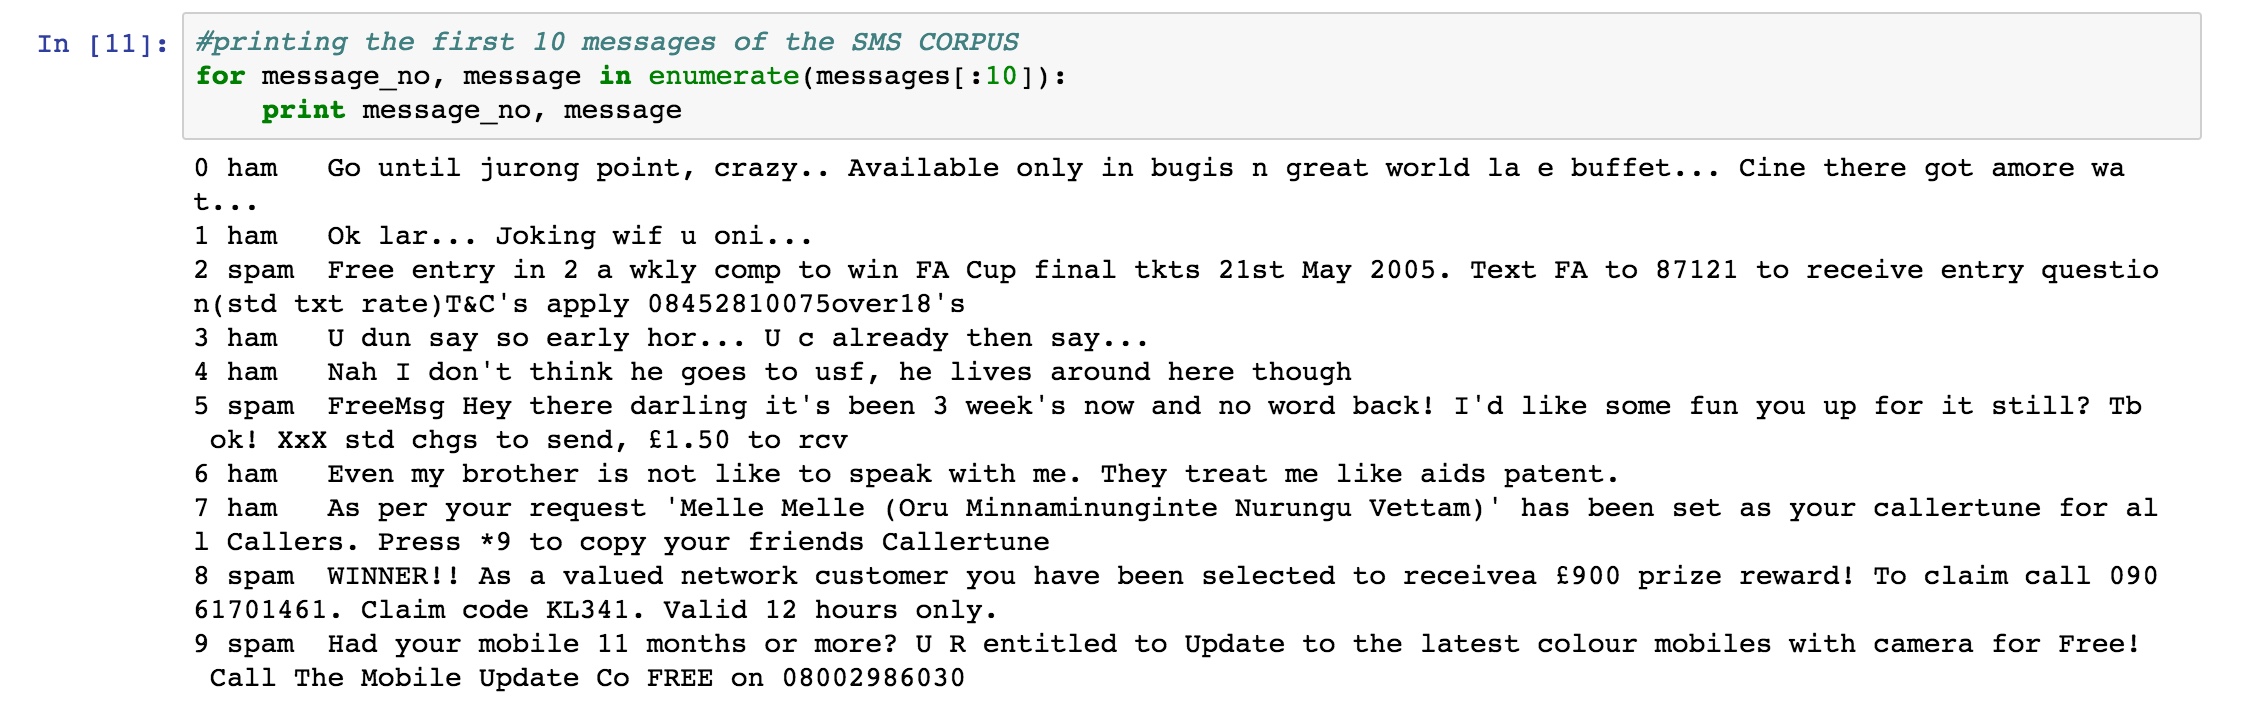 In [11]: #printing the first 10 messages of the SMS CORPUS
for message_no, message in enumerate(messages[:10]):
    print message_no, message
0 ham   Go until jurong point, crazy.. Available only in bugis n great world la e buffet... Cine there got amore wa
t...
1 ham   Ok lar... Joking wif u oni...
2 spam  Free entry in 2 a wkly comp to win FA Cup final tkts 21st May 2005. Text FA to 87121 to receive entry questio
n(std txt rate)T&C's apply 08452810075over18's
3 ham   U dun say so early hor... U c already then say...
4 ham   Nah I don't think he goes to usf, he lives around here though
5 spam  FreeMsg Hey there darling it's been 3 week's now and no word back! I'd like some fun you up for it still? Tb
 ok! XxX std chgs to send, £1.50 to rcv
6 ham   Even my brother is not like to speak with me. They treat me like aids patent.
7 ham   As per your request 'Melle Melle (Oru Minnaminunginte Nurungu Vettam)' has been set as your callertune for al
l Callers. Press *9 to copy your friends Callertune
8 spam  WINNER!! As a valued network customer you have been selected to receivea £900 prize reward! To claim call 090
61701461. Claim code KL341. Valid 12 hours only.
9 spam  Had your mobile 11 months or more? U R entitled to Update to the latest colour mobiles with camera for Free!
 Call The Mobile Update Co FREE on 08002986030